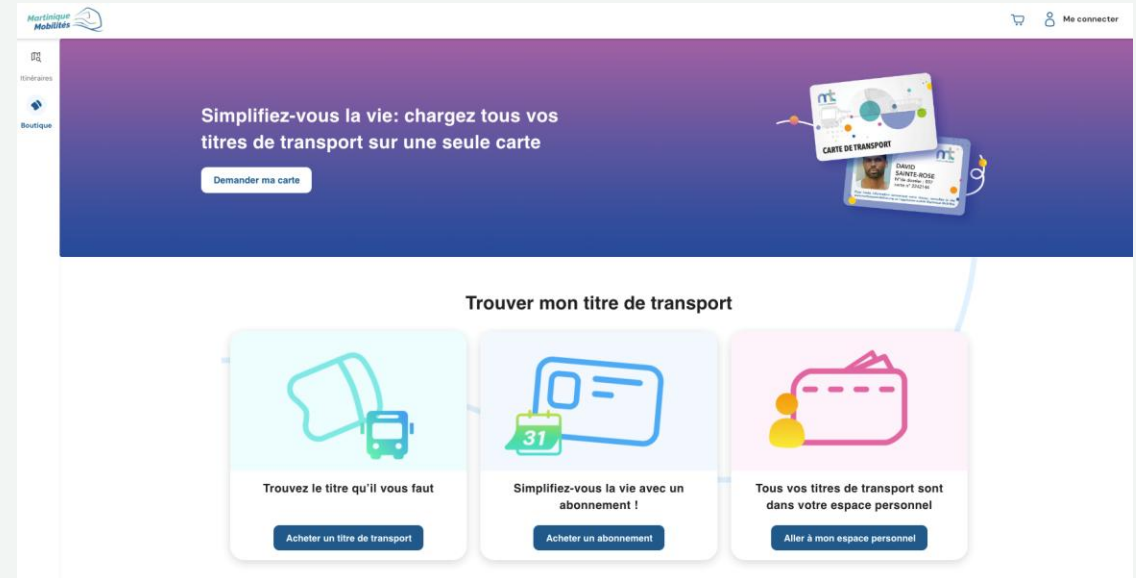 Martinique
Mobilités
Me connecter
Itinéraires
Boutique
Simplifiez-vous la vie: chargez tous vos
titres de transport sur une seule carte
Demander ma carte
mt
CARTE DE TRANSPORT
mt
DAVID
SAINTE-ROSE
Trouver mon titre de transport
31
Trouvez le titre qu'il vous faut
Acheter un titre de transport
Simplifiez-vous la vie avec un
abonnement !
Acheter un abonnement
Tous vos titres de transport sont
dans votre espace personnel
Aller à mon espace personnel